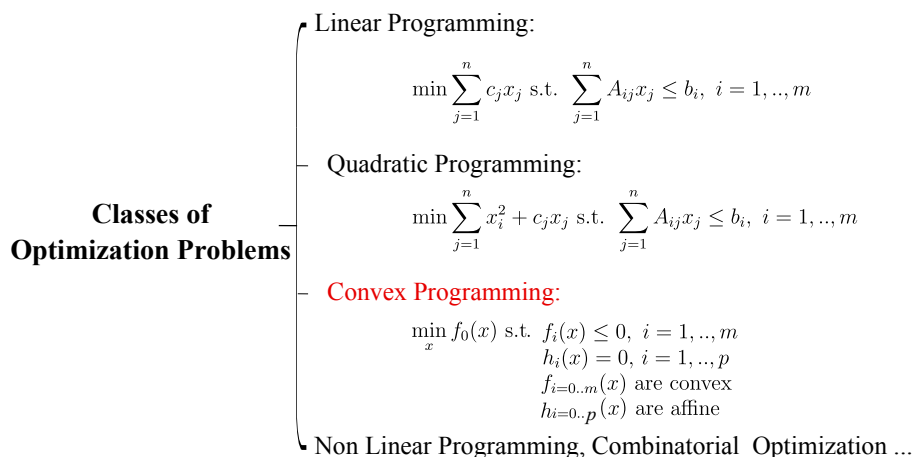 Linear Programming:
min ∑_{j=1}^{n} c_j x_j s.t. ∑_{j=1}^{n} A_{ij} x_j ≤ b_i, i = 1, .., m
Quadratic Programming:
min ∑_{j=1}^{n} x_i^2 + c_j x_j s.t. ∑_{j=1}^{n} A_{ij} x_j ≤ b_i, i = 1, .., m
Classes of
Optimization Problems
Convex Programming:
min_x f_0(x) s.t. f_i(x) ≤ 0, i = 1, .., m
h_i(x) = 0, i = 1, .., p
f_{i=0..m}(x) are convex
h_{i=0..p}(x) are affine
Non Linear Programming, Combinatorial Optimization ...